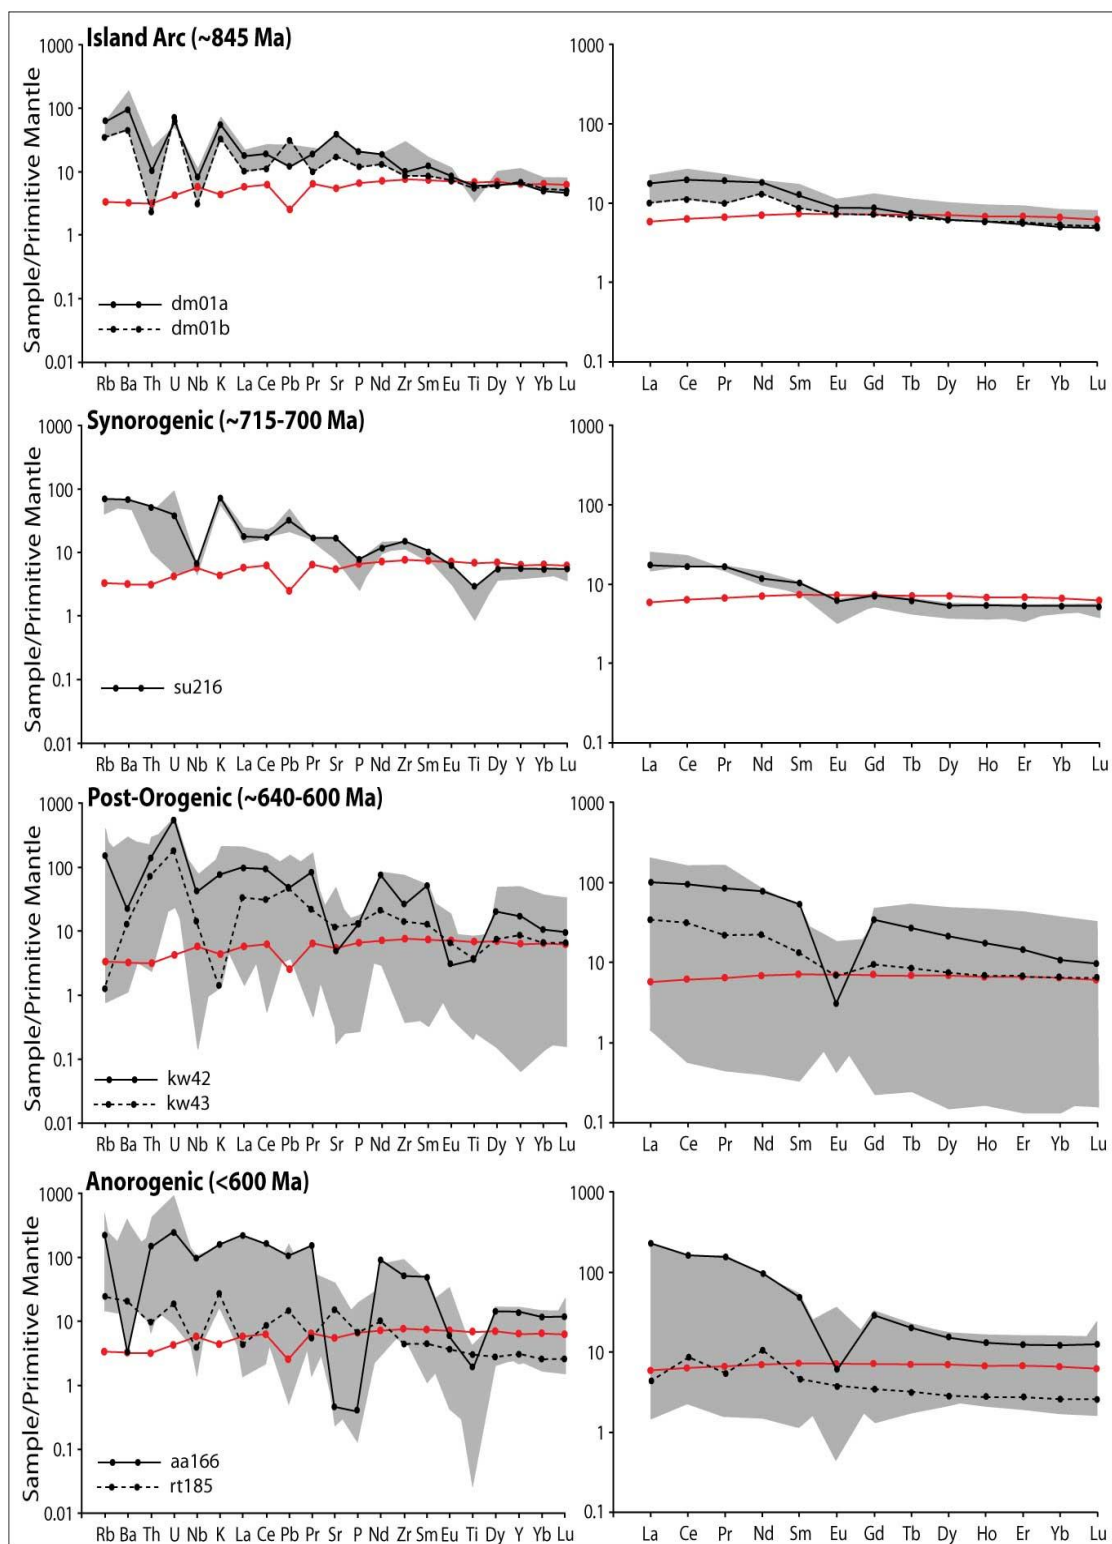 Island Arc (~845 Ma)
Sample/Primitive Mantle
1000
100
10
1
0.1
0.01
dm01a
dm01b
Rb Ba Th U Nb K La Ce Pb Pr Sr P Nd Zr Sm Eu Ti Dy Y Yb Lu
1000
100
10
1
0.1
La Ce Pr Nd Sm Eu Gd Tb Dy Ho Er Yb Lu
Synorogenic (~715-700 Ma)
Sample/Primitive Mantle
1000
100
10
1
0.1
0.01
su216
Rb Ba Th U Nb K La Ce Pb Pr Sr P Nd Zr Sm Eu Ti Dy Y Yb Lu
1000
100
10
1
0.1
La Ce Pr Nd Sm Eu Gd Tb Dy Ho Er Yb Lu
Post-Orogenic (~640-600 Ma)
Sample/Primitive Mantle
1000
100
10
1
0.1
0.01
kw42
kw43
Rb Ba Th U Nb K La Ce Pb Pr Sr P Nd Zr Sm Eu Ti Dy Y Yb Lu
1000
100
10
1
0.1
La Ce Pr Nd Sm Eu Gd Tb Dy Ho Er Yb Lu
Anorogenic (<600 Ma)
Sample/Primitive Mantle
1000
100
10
1
0.1
0.01
aa166
rt185
Rb Ba Th U Nb K La Ce Pb Pr Sr P Nd Zr Sm Eu Ti Dy Y Yb Lu
1000
100
10
1
0.1
La Ce Pr Nd Sm Eu Gd Tb Dy Ho Er Yb Lu